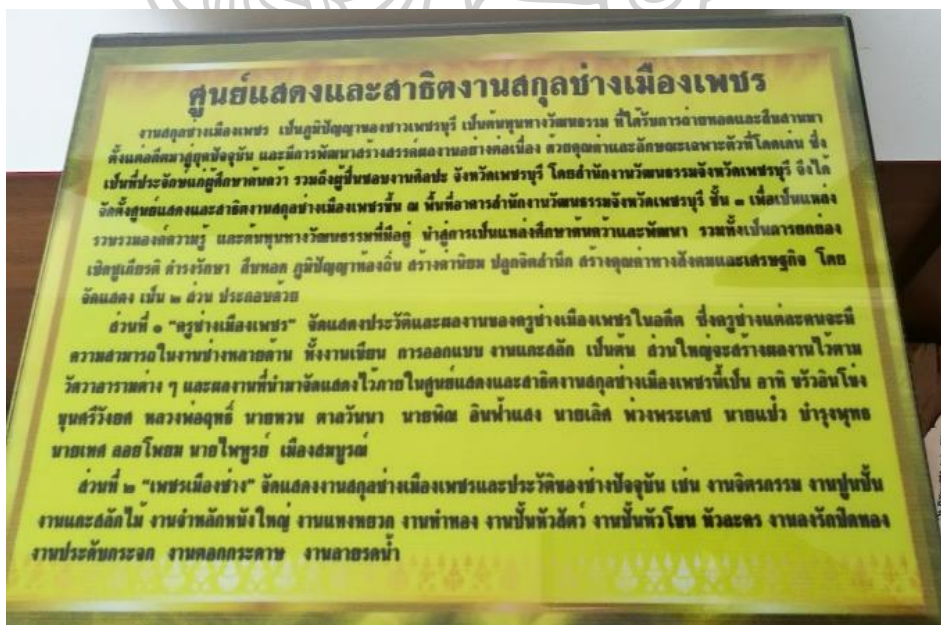 ศูนย์แสดงและสาธิตงานสกุลช่างเมืองเพชร
งานสกุลช่างเมืองเพชร เป็นภูมิปัญญาของชาวเพชรบุรี เป็นต้นทุนทางวัฒนธรรม ที่ได้รับการถ่ายทอดและสืบสานมา
ตั้งแต่อดีตมาสู่ยุคปัจจุบัน และมีการพัฒนาสร้างสรรค์ผลงานอย่างต่อเนื่อง ด้วยคุณค่าและลักษณะเฉพาะตัวที่โดดเด่น ซึ่ง
เป็นที่ประจักษ์แก่ผู้ศึกษาค้นคว้า รวมถึงผู้ชื่นชอบงานศิลปะ จังหวัดเพชรบุรี โดยสำนักงานวัฒนธรรมจังหวัดเพชรบุรี จึงได้
จัดตั้งศูนย์แสดงและสาธิตงานสกุลช่างเมืองเพชรขึ้น ณ พื้นที่อาคารสำนักงานวัฒนธรรมจังหวัดเพชรบุรี ชั้น ๑ เพื่อเป็นแหล่ง
รวบรวมองค์ความรู้ และต้นทุนทางวัฒนธรรมที่มีอยู่ นำสู่การเป็นแหล่งศึกษาค้นคว้าและพัฒนา รวมทั้งเป็นการยกย่อง
เชิดชูเกียรติ ดำรงรักษา สืบทอด ภูมิปัญญาท้องถิ่น สร้างค่านิยม ปลูกจิตสำนึก สร้างคุณค่าทางสังคมและเศรษฐกิจ โดย
จัดแสดง เป็น ๒ ส่วน ประกอบด้วย
ส่วนที่ ๑ "ครูช่างเมืองเพชร" จัดแสดงประวัติและผลงานของครูช่างเมืองเพชรในอดีต ซึ่งครูช่างแต่ละคนจะมี
ความสามารถในงานช่างหลายด้าน ทั้งงานเขียน การออกแบบ งานแกะสลัก เป็นต้น ส่วนใหญ่จะสร้างผลงานไว้ตาม
วัดวาอารามต่าง ๆ และผลงานที่นำมาจัดแสดงไว้ภายในศูนย์แสดงและสาธิตงานสกุลช่างเมืองเพชรนี้เป็น อาทิ ขรัวอินโข่ง
ขุนศรีวังยศ หลวงพ่อฤทธิ์ นายหวน ตาลวันนา นายพิณ อินฟ้าแสง นายเลิศ พ่วงพระเดช นายแป๋ว บำรุงพุทธ
นายเทศ ลอยโพยม นายไพฑูรย์ เมืองสมบูรณ์
ส่วนที่ ๒ "เพชรเมืองช่าง" จัดแสดงงานสกุลช่างเมืองเพชรและประวัติของช่างปัจจุบัน เช่น งานจิตรกรรม งานปูนปั้น
งานแกะสลักไม้ งานจำหลักหนังใหญ่ งานแทงหยวก งานทำทอง งานปั้นหัวสัตว์ งานปั้นหัวโขน หัวละคร งานลงรักปิดทอง
งานประดับกระจก งานตอกกระดาษ งานลายรดน้ำ